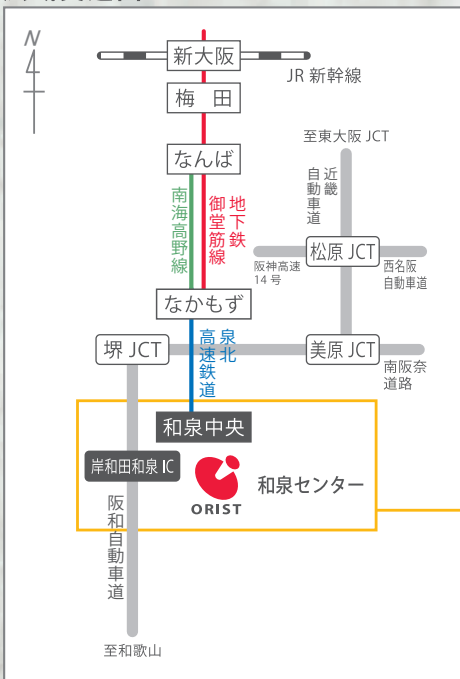 N
新大阪
JR 新幹線
梅田
至東大阪 JCT
なんば
近畿
自動車道
南海高野線
地下鉄
御堂筋線
松原 JCT
阪神高速
14 号
西名阪
自動車道
なかもず
泉北
高速鉄道
堺 JCT
美原 JCT
南阪奈
道路
和泉中央
岸和田和泉 IC
和泉センター
ORIST
阪和自動車道
至和歌山